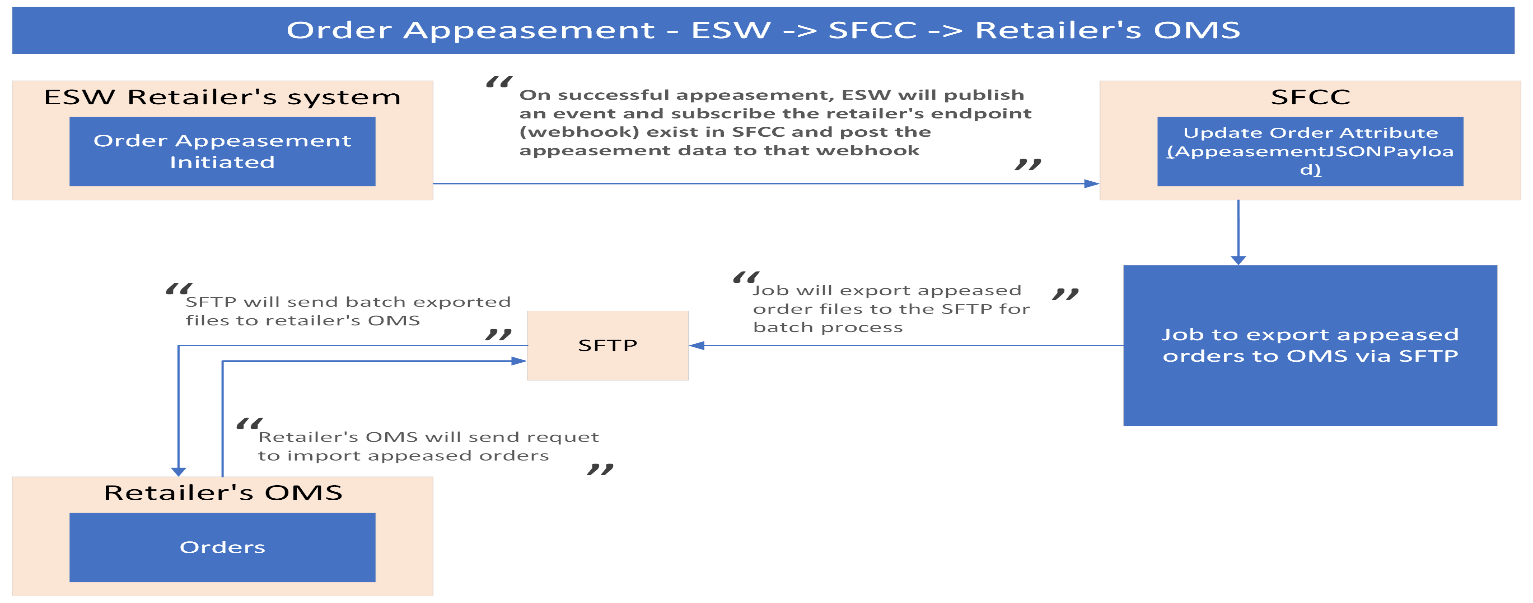 Order Appeasement - ESW -> SFCC -> Retailer's OMS
ESW Retailer's system
Order Appeasement
Initiated
“
On successful appeasement, ESW will publish
an event and subscribe the retailer's endpoint
(webhook) exist in SFCC and post the
appeasement data to that webhook
”
SFCC
Update Order Attribute
(AppeasementJSONPayloa
d)
“
SFTP will send batch exported
files to retailer's OMS
”
SFTP
“
Job will export appeased
order files to the SFTP for
batch process
”
Job to export appeased
orders to OMS via SFTP
“
Retailer's OMS will send requet
to import appeased orders
”
Retailer's OMS
Orders